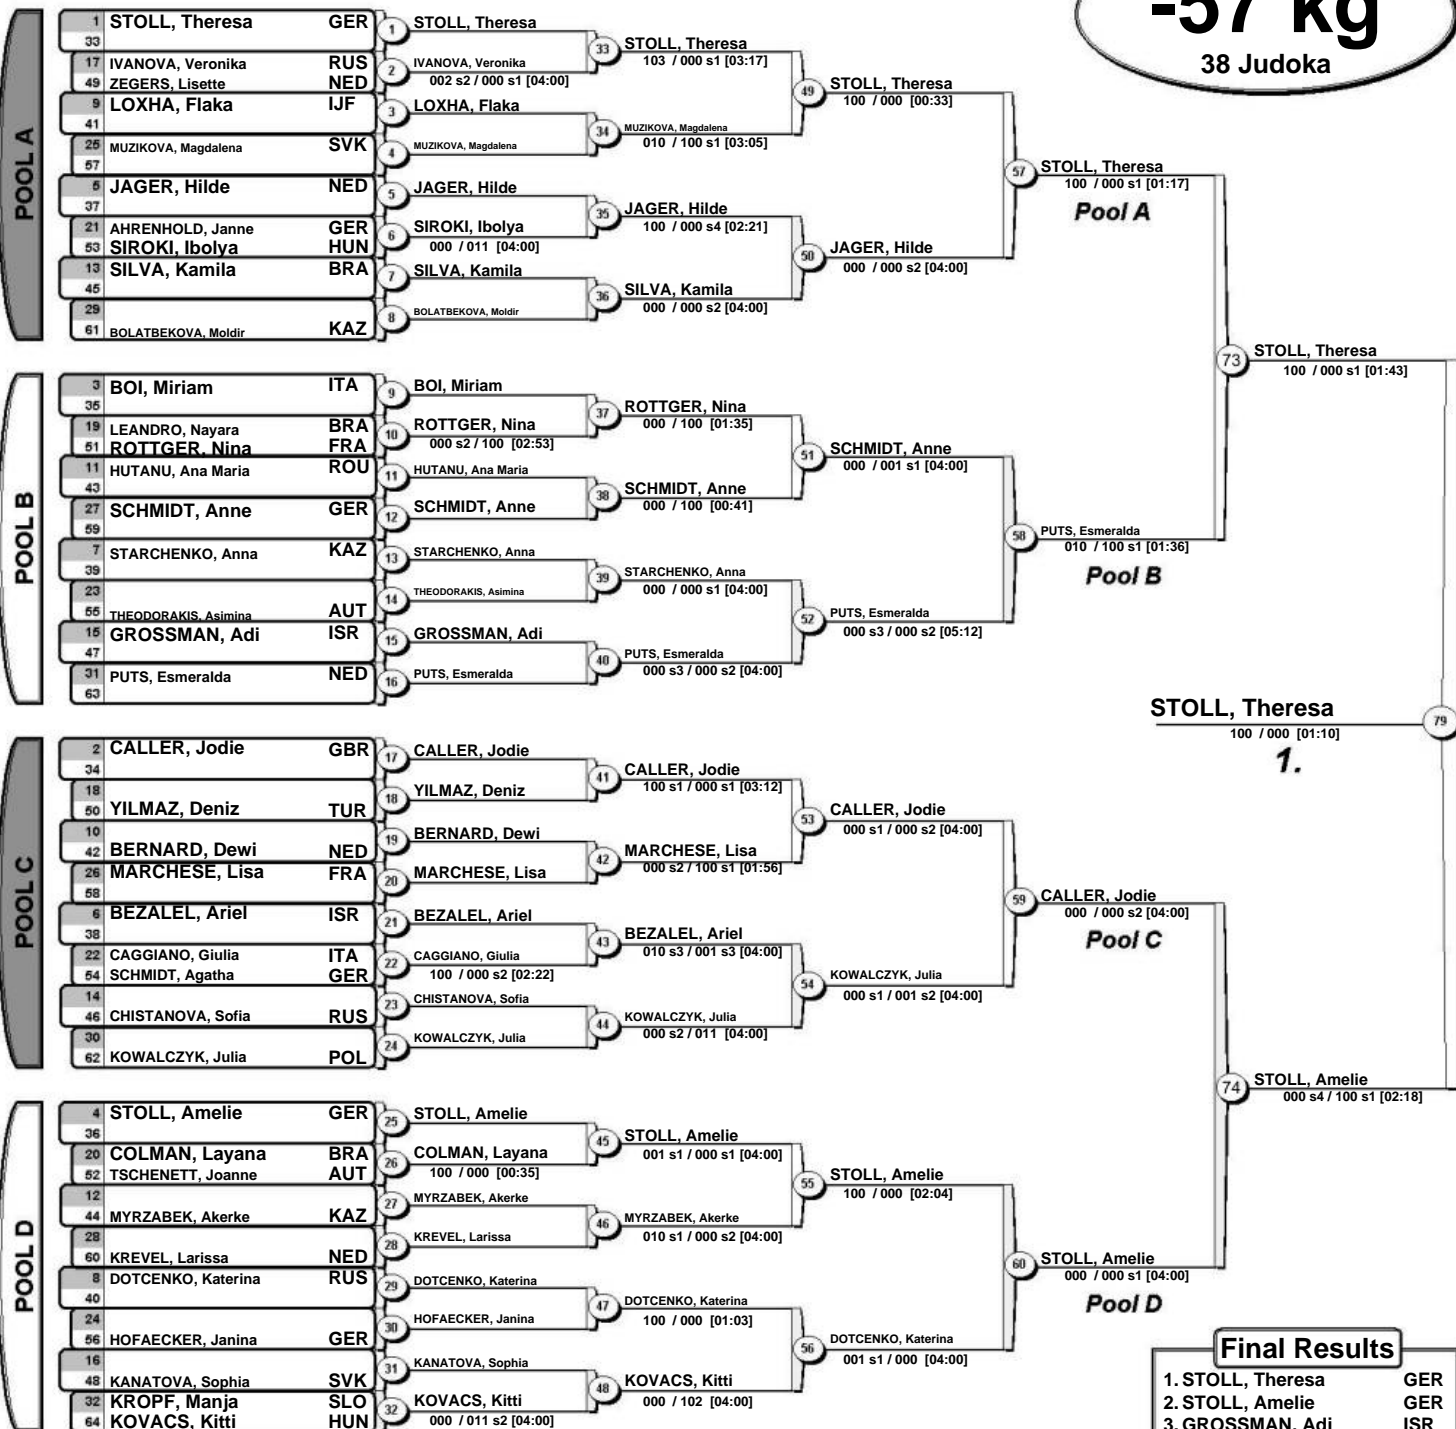 -57 kg
38 Judoka
POOL A
1 STOLL, Theresa GER
33
17 IVANOVA, Veronika RUS
49 ZEGERS, Lisette NED
9 LOXHA, Flaka IJF
41
25 MUZIKOVA, Magdalena SVK
57
5 JAGER, Hilde NED
37
21 AHRENHOLD, Janne GER
53 SIROKI, Ibolya HUN
13 SILVA, Kamila BRA
45
29
61 BOLATBEKOVA, Moldir KAZ
1 STOLL, Theresa
2 IVANOVA, Veronika
002 s2 / 000 s1 [04:00]
3 LOXHA, Flaka
4 MUZIKOVA, Magdalena
5 JAGER, Hilde
6 SIROKI, Ibolya
000 / 011 [04:00]
7 SILVA, Kamila
8 BOLATBEKOVA, Moldir
33 STOLL, Theresa
103 / 000 s1 [03:17]
34 MUZIKOVA, Magdalena
010 / 100 s1 [03:05]
35 JAGER, Hilde
100 / 000 s4 [02:21]
36 SILVA, Kamila
000 / 000 s2 [04:00]
49 STOLL, Theresa
100 / 000 [00:33]
50 JAGER, Hilde
000 / 000 s2 [04:00]
57 STOLL, Theresa
100 / 000 s1 [01:17]
Pool A
POOL B
3 BOI, Miriam ITA
35
19 LEANDRO, Nayara BRA
51 ROTTGER, Nina FRA
11 HUTANU, Ana Maria ROU
43
27 SCHMIDT, Anne GER
59
7 STARCHENKO, Anna KAZ
39
23
55 THEODORAKIS, Asimina AUT
15 GROSSMAN, Adi ISR
47
31 PUTS, Esmeralda NED
63
9 BOI, Miriam
10 ROTTGER, Nina
000 s2 / 100 [02:53]
11 HUTANU, Ana Maria
12 SCHMIDT, Anne
13 STARCHENKO, Anna
14 THEODORAKIS, Asimina
15 GROSSMAN, Adi
16 PUTS, Esmeralda
37 ROTTGER, Nina
000 / 100 [01:35]
38 SCHMIDT, Anne
000 / 100 [00:41]
39 STARCHENKO, Anna
000 / 000 s1 [04:00]
40 PUTS, Esmeralda
000 s3 / 000 s2 [04:00]
51 SCHMIDT, Anne
000 / 001 s1 [04:00]
52 PUTS, Esmeralda
000 s3 / 000 s2 [05:12]
58 PUTS, Esmeralda
010 / 100 s1 [01:36]
Pool B
73 STOLL, Theresa
100 / 000 s1 [01:43]
STOLL, Theresa 79
100 / 000 [01:10]
1.
POOL C
2 CALLER, Jodie GBR
34
18
50 YILMAZ, Deniz TUR
10
42 BERNARD, Dewi NED
26 MARCHESE, Lisa FRA
58
6 BEZALEL, Ariel ISR
38
22 CAGGIANO, Giulia ITA
54 SCHMIDT, Agatha GER
14
46 CHISTANOVA, Sofia RUS
30
62 KOWALCZYK, Julia POL
17 CALLER, Jodie
18 YILMAZ, Deniz
19 BERNARD, Dewi
20 MARCHESE, Lisa
21 BEZALEL, Ariel
22 CAGGIANO, Giulia
100 / 000 s2 [02:22]
23 CHISTANOVA, Sofia
24 KOWALCZYK, Julia
41 CALLER, Jodie
100 s1 / 000 s1 [03:12]
42 MARCHESE, Lisa
000 s2 / 100 s1 [01:56]
43 BEZALEL, Ariel
010 s3 / 001 s3 [04:00]
44 KOWALCZYK, Julia
000 s2 / 011 [04:00]
53 CALLER, Jodie
000 s1 / 000 s2 [04:00]
54 KOWALCZYK, Julia
000 s1 / 001 s2 [04:00]
59 CALLER, Jodie
000 / 000 s2 [04:00]
Pool C
POOL D
4 STOLL, Amelie GER
36
20 COLMAN, Layana BRA
52 TSCHENETT, Joanne AUT
12
44 MYRZABEK, Akerke KAZ
28
60 KREVEL, Larissa NED
8 DOTCENKO, Katerina RUS
40
24
56 HOFAECKER, Janina GER
16
48 KANATOVA, Sophia SVK
32 KROPF, Manja SLO
64 KOVACS, Kitti HUN
25 STOLL, Amelie
26 COLMAN, Layana
100 / 000 [00:35]
27 MYRZABEK, Akerke
28 KREVEL, Larissa
29 DOTCENKO, Katerina
30 HOFAECKER, Janina
31 KANATOVA, Sophia
32 KOVACS, Kitti
000 / 011 s2 [04:00]
45 STOLL, Amelie
001 s1 / 000 s1 [04:00]
46 MYRZABEK, Akerke
010 s1 / 000 s2 [04:00]
47 DOTCENKO, Katerina
100 / 000 [01:03]
48 KOVACS, Kitti
000 / 102 [04:00]
55 STOLL, Amelie
100 / 000 [02:04]
56 DOTCENKO, Katerina
001 s1 / 000 [04:00]
60 STOLL, Amelie
000 / 000 s1 [04:00]
Pool D
74 STOLL, Amelie
000 s4 / 100 s1 [02:18]
Final Results
1. STOLL, Theresa GER
2. STOLL, Amelie GER
3. GROSSMAN, Adi ISR